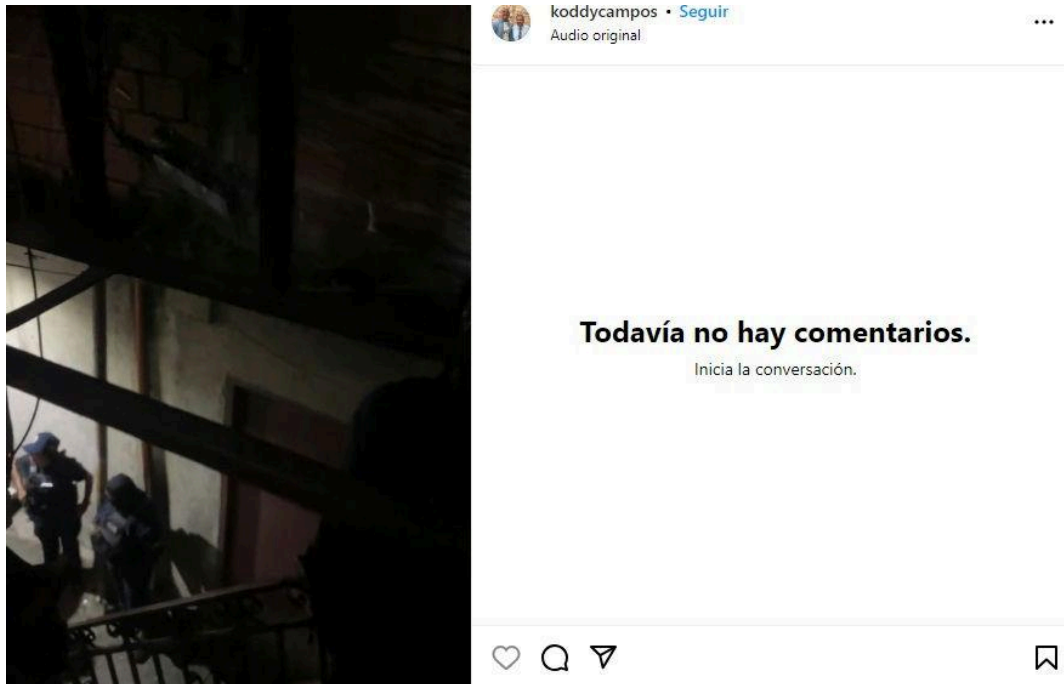 koddycampos • Seguir
Audio original
Todavía no hay comentarios.
Inicia la conversación.